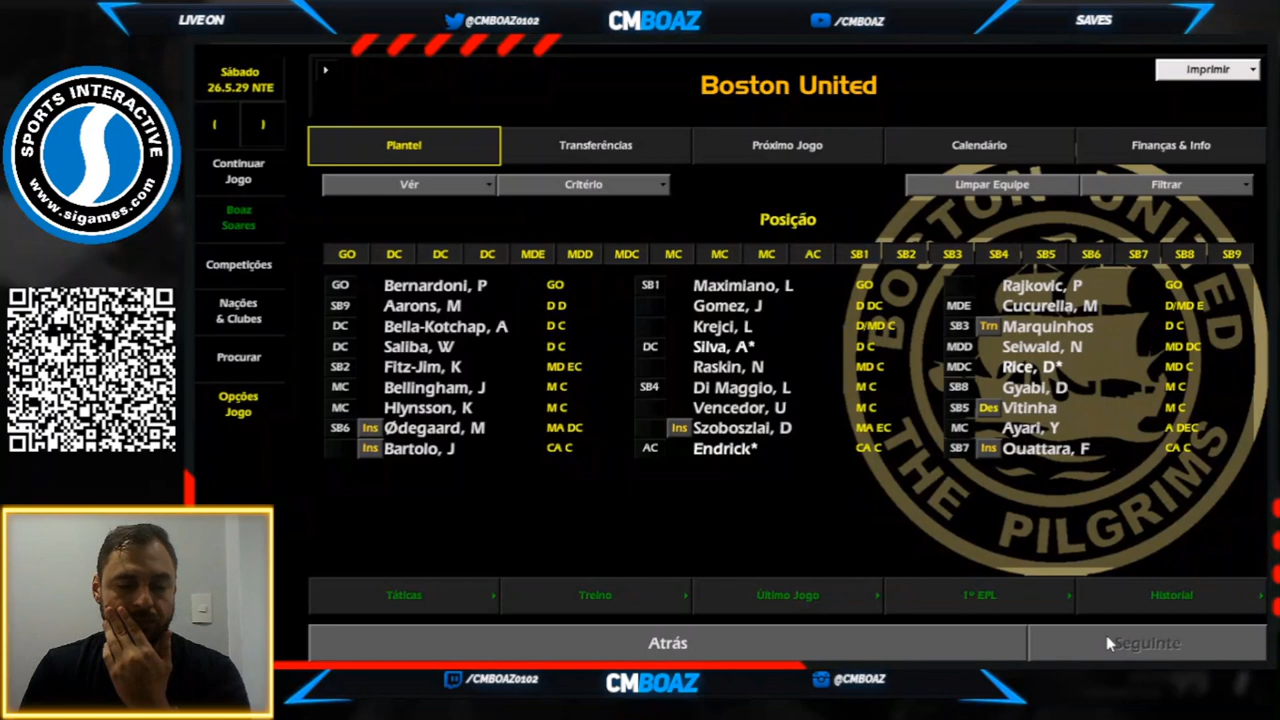 LIVE ON
@CMBOAZ0102
CMBOAZ
/CMBOAZ
SAVES
SPORTS INTERACTIVE
www.sigames.com
Sábado
26.5.29 NTE
Continuar
Jogo
Boaz
Soares
Competições
Nações
& Clubes
Procurar
Opções
Jogo
Boston United
Imprimir
Plantel Transferências Próximo Jogo Calendário Finanças & Info
Vêr Critério Limpar Equipe Filtrar
Posição
GO DC DC DC MDE MDD MDC MC MC MC AC SB1 SB2 SB3 SB4 SB5 SB6 SB7 SB8 SB9
GO Bernardoni, P GO SB1 Maximiano, L GO Rajkovic, P GO
SB9 Aarons, M D D Gomez, J D DC MDE Cucurella, M D/MD E
DC Bella-Kotchap, A D C Krejci, L D/MD C SB3 Trn Marquinhos D C
DC Saliba, W D C DC Silva, A* D C MDD Seiwald, N MD DC
SB2 Fitz-Jim, K MD EC Raskin, N MD C MDC Rice, D* MD C
MC Bellingham, J M C SB4 Di Maggio, L M C SB8 Gyabi, D M C
MC Hlynsson, K M C Vencedor, U M C SB5 Des Vitinha M C
SB6 Ins Ødegaard, M MA DC Ins Szoboszlai, D MA EC MC Ayari, Y A DEC
Ins Bartolo, J CA C AC Endrick* CA C SB7 Ins Ouattara, F CA C
BOSTON UNITED
THE PILGRIMS
Táticas Treino Último Jogo 1º EPL Historial
Atrás Seguinte
/CMBOAZ0102
CMBOAZ
@CMBOAZ